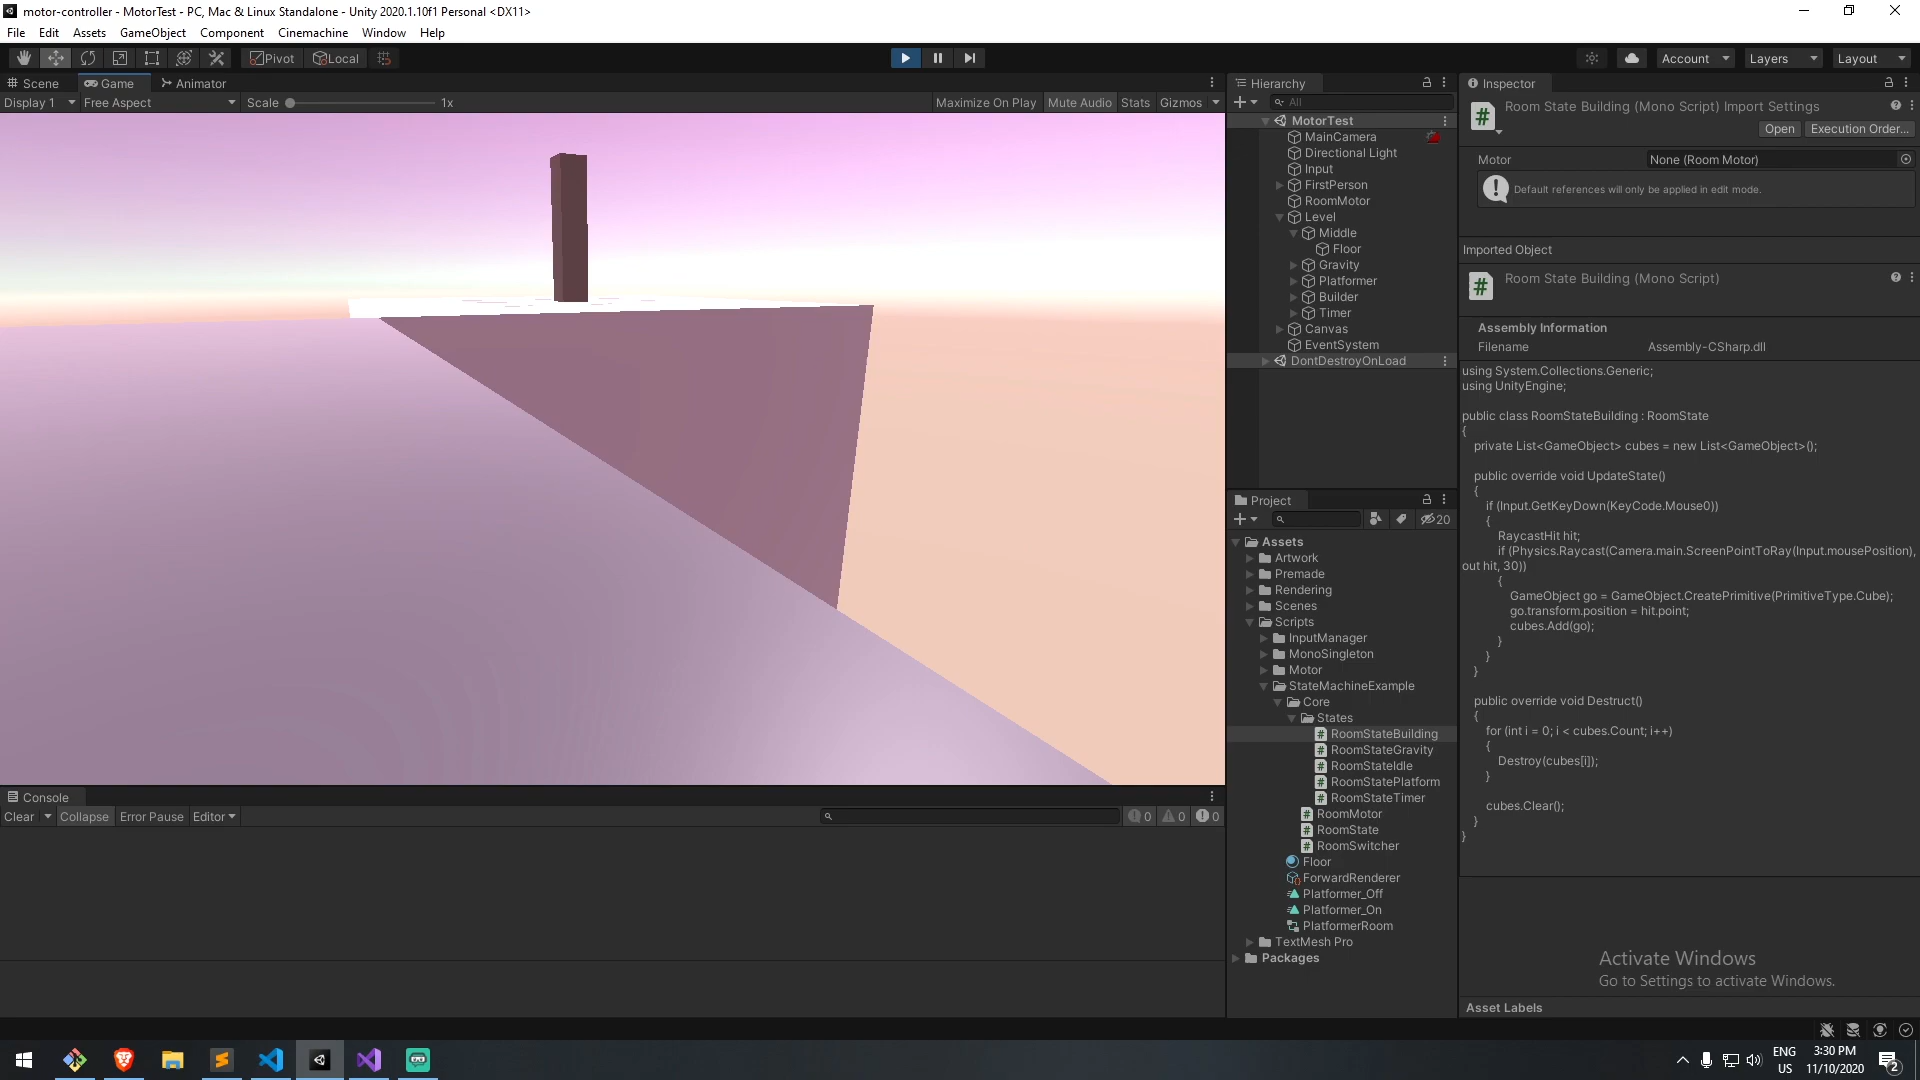 motor-controller - MotorTest - PC, Mac & Linux Standalone - Unity 2020.1.10f1 Personal <DX11>
File Edit Assets GameObject Component Cinemachine Window Help
Pivot Local Account Layers Layout
Scene Game Animator
Display 1 Free Aspect Scale 1x Maximize On Play Mute Audio Stats Gizmos
Hierarchy
All
MotorTest
MainCamera
Directional Light
Input
FirstPerson
RoomMotor
Level
Middle
Floor
Gravity
Platformer
Builder
Timer
Canvas
EventSystem
DontDestroyOnLoad
Project
20
Assets
Artwork
Premade
Rendering
Scenes
Scripts
InputManager
MonoSingleton
Motor
StateMachineExample
Core
States
RoomStateBuilding
RoomStateGravity
RoomStateIdle
RoomStatePlatform
RoomStateTimer
RoomMotor
RoomState
RoomSwitcher
Floor
ForwardRenderer
Platformer_Off
Platformer_On
PlatformerRoom
TextMesh Pro
Packages
Inspector
Room State Building (Mono Script) Import Settings
Open Execution Order...
Motor None (Room Motor)
Default references will only be applied in edit mode.
Imported Object
Room State Building (Mono Script)
Assembly Information
Filename Assembly-CSharp.dll
using System.Collections.Generic;
using UnityEngine;
public class RoomStateBuilding : RoomState
{
private List<GameObject> cubes = new List<GameObject>();
public override void UpdateState()
{
if (Input.GetKeyDown(KeyCode.Mouse0))
{
RaycastHit hit;
if (Physics.Raycast(Camera.main.ScreenPointToRay(Input.mousePosition),
out hit, 30))
{
GameObject go = GameObject.CreatePrimitive(PrimitiveType.Cube);
go.transform.position = hit.point;
cubes.Add(go);
}
}
}
public override void Destruct()
{
for (int i = 0; i < cubes.Count; i++)
{
Destroy(cubes[i]);
}
cubes.Clear();
}
}
Activate Windows
Go to Settings to activate Windows.
Asset Labels
Console
Clear Collapse Error Pause Editor 0 0 0
ENG
US
3:30 PM
11/10/2020
2